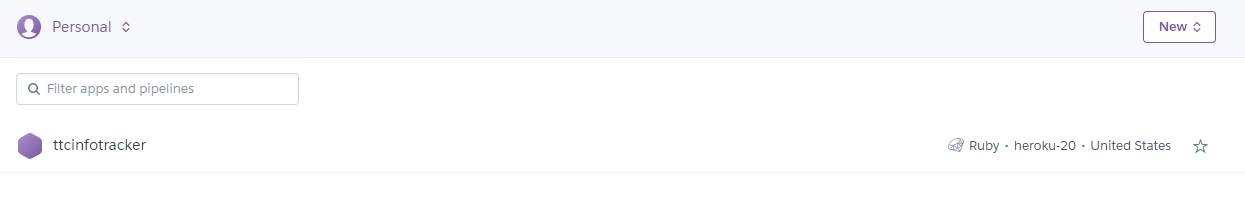 Personal
New
Filter apps and pipelines
ttcinfotracker
Ruby • heroku-20 • United States